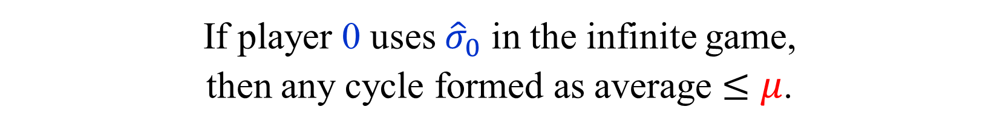 If player 0 uses σ̂₀ in the infinite game,
then any cycle formed as average ≤ μ.